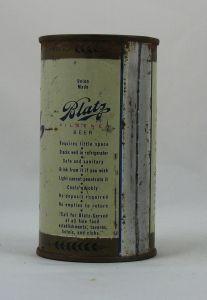 Union
Made
Blatz
PILSENER
BEER
Requires little space
Stacks well in refrigerator
Safe and sanitary
Drink from it if you wish
Light cannot penetrate it
Cools quickly
No deposit required
No empties to return
Call for Blatz-Served
at all fine food
establishments, taverns,
hotels, and clubs.